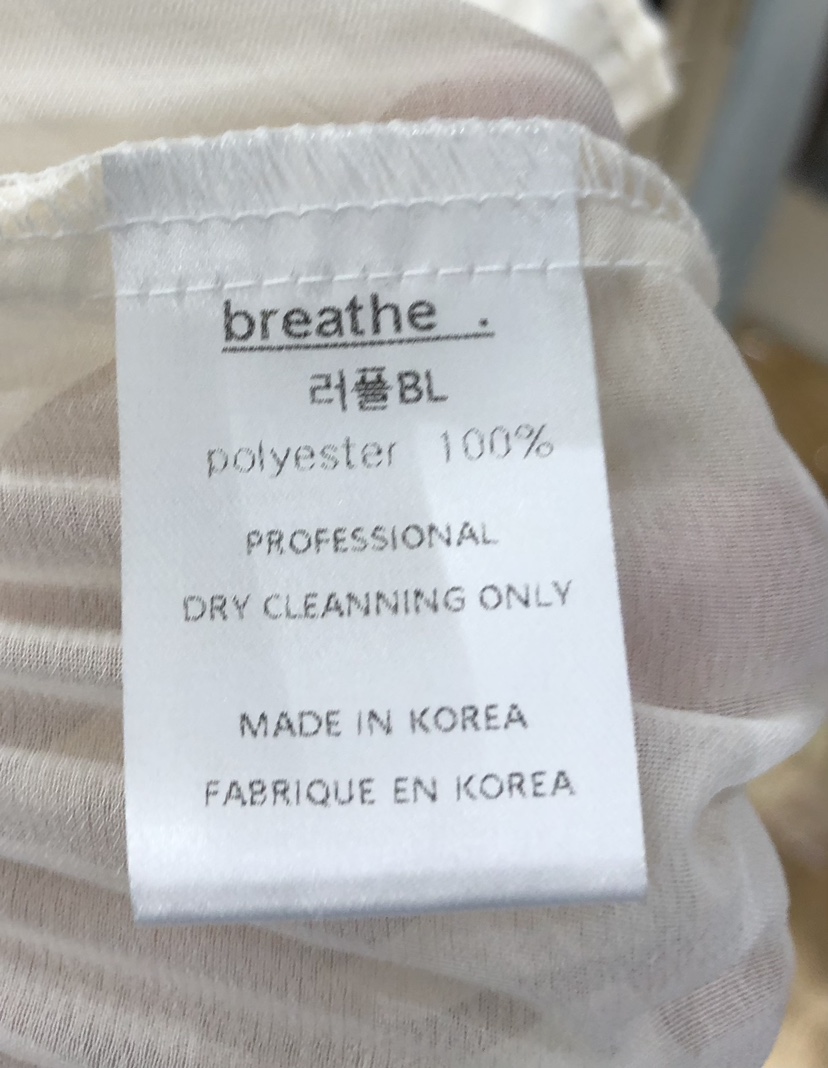 breathe .
러플BL
polyester 100%
PROFESSIONAL
DRY CLEANNING ONLY
MADE IN KOREA
FABRIQUE EN KOREA